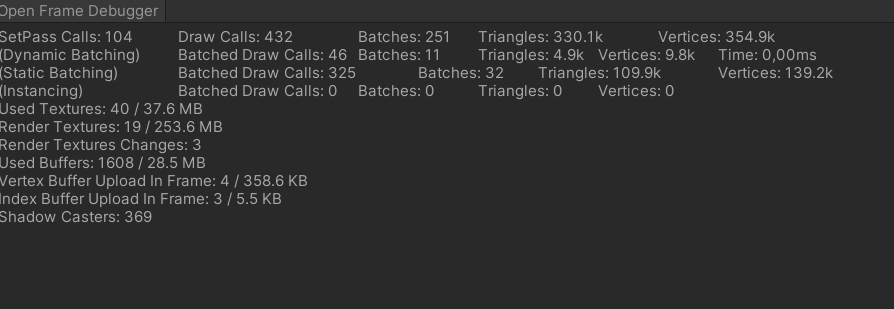 Open Frame Debugger
SetPass Calls: 104 Draw Calls: 432 Batches: 251 Triangles: 330.1k Vertices: 354.9k
(Dynamic Batching) Batched Draw Calls: 46 Batches: 11 Triangles: 4.9k Vertices: 9.8k Time: 0,00ms
(Static Batching) Batched Draw Calls: 325 Batches: 32 Triangles: 109.9k Vertices: 139.2k
(Instancing) Batched Draw Calls: 0 Batches: 0 Triangles: 0 Vertices: 0
Used Textures: 40 / 37.6 MB
Render Textures: 19 / 253.6 MB
Render Textures Changes: 3
Used Buffers: 1608 / 28.5 MB
Vertex Buffer Upload In Frame: 4 / 358.6 KB
Index Buffer Upload In Frame: 3 / 5.5 KB
Shadow Casters: 369